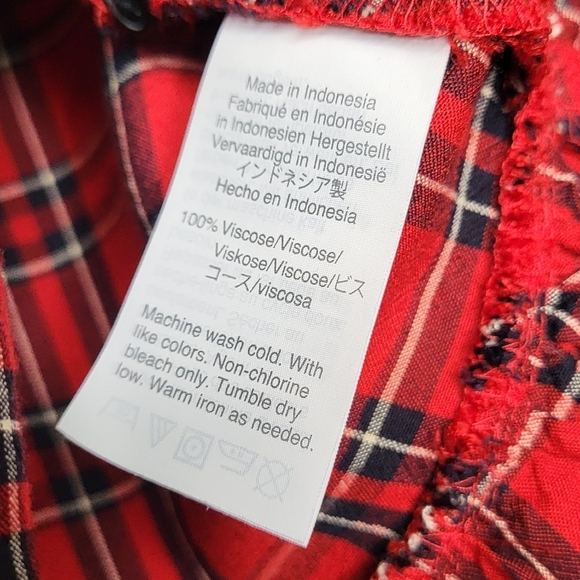 Made in Indonesia
Fabriqué en Indonésie
in Indonesien Hergestellt
Vervaardigd in Indonesië
インドネシア製
Hecho en Indonesia
100% Viscose/Viscose/
Viskose/Viscose/ビス
コース/viscosa
Machine wash cold. With
like colors. Non-chlorine
bleach only. Tumble dry
low. Warm iron as needed.